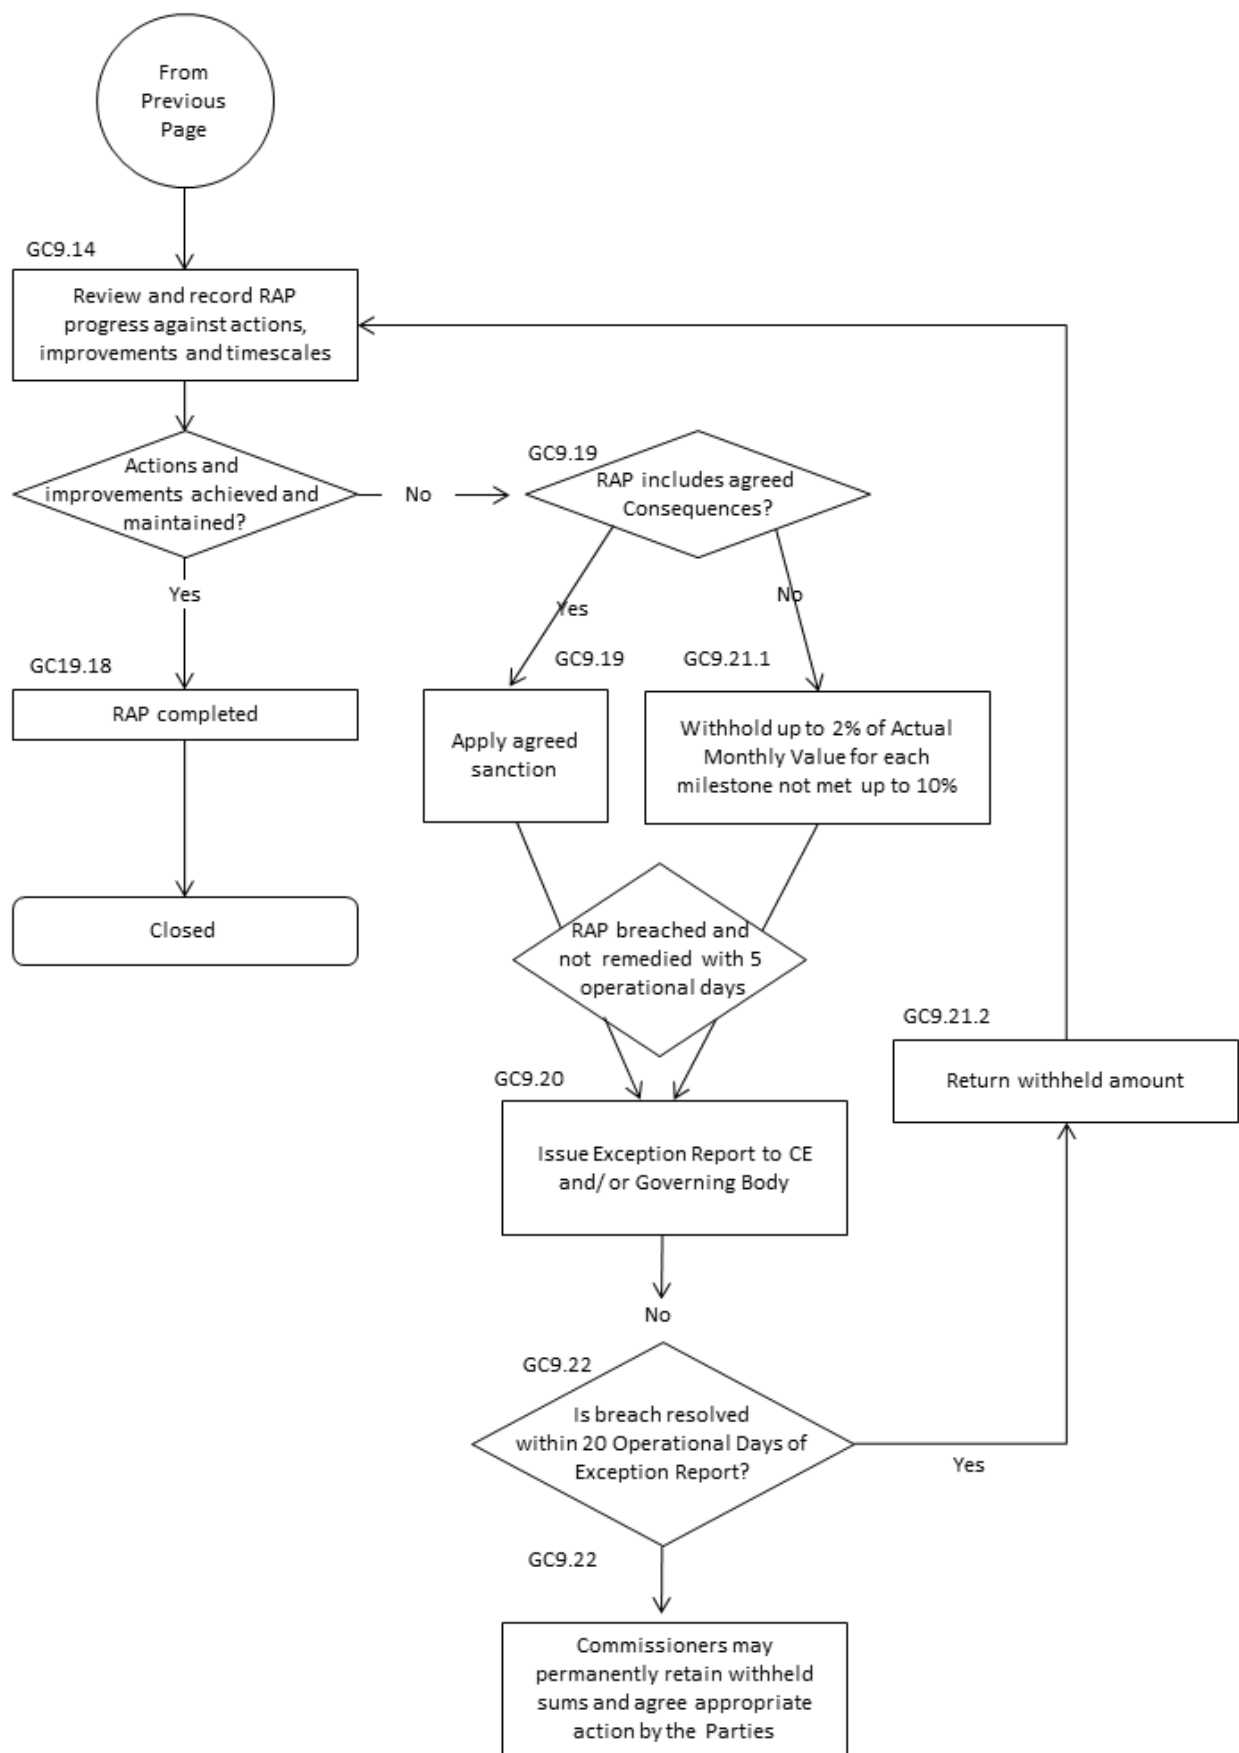 From
Previous
Page
GC9.14
Review and record RAP
progress against actions,
improvements and timescales
Actions and
improvements achieved and
maintained?
No
GC9.19
RAP includes agreed
Consequences?
Yes
Yes
No
GC19.18
RAP completed
GC9.19
Apply agreed
sanction
GC9.21.1
Withhold up to 2% of Actual
Monthly Value for each
milestone not met up to 10%
Closed
RAP breached and
not remedied with 5
operational days
GC9.21.2
Return withheld amount
GC9.20
Issue Exception Report to CE
and/ or Governing Body
No
GC9.22
Is breach resolved
within 20 Operational Days of
Exception Report?
Yes
GC9.22
Commissioners may
permanently retain withheld
sums and agree appropriate
action by the Parties